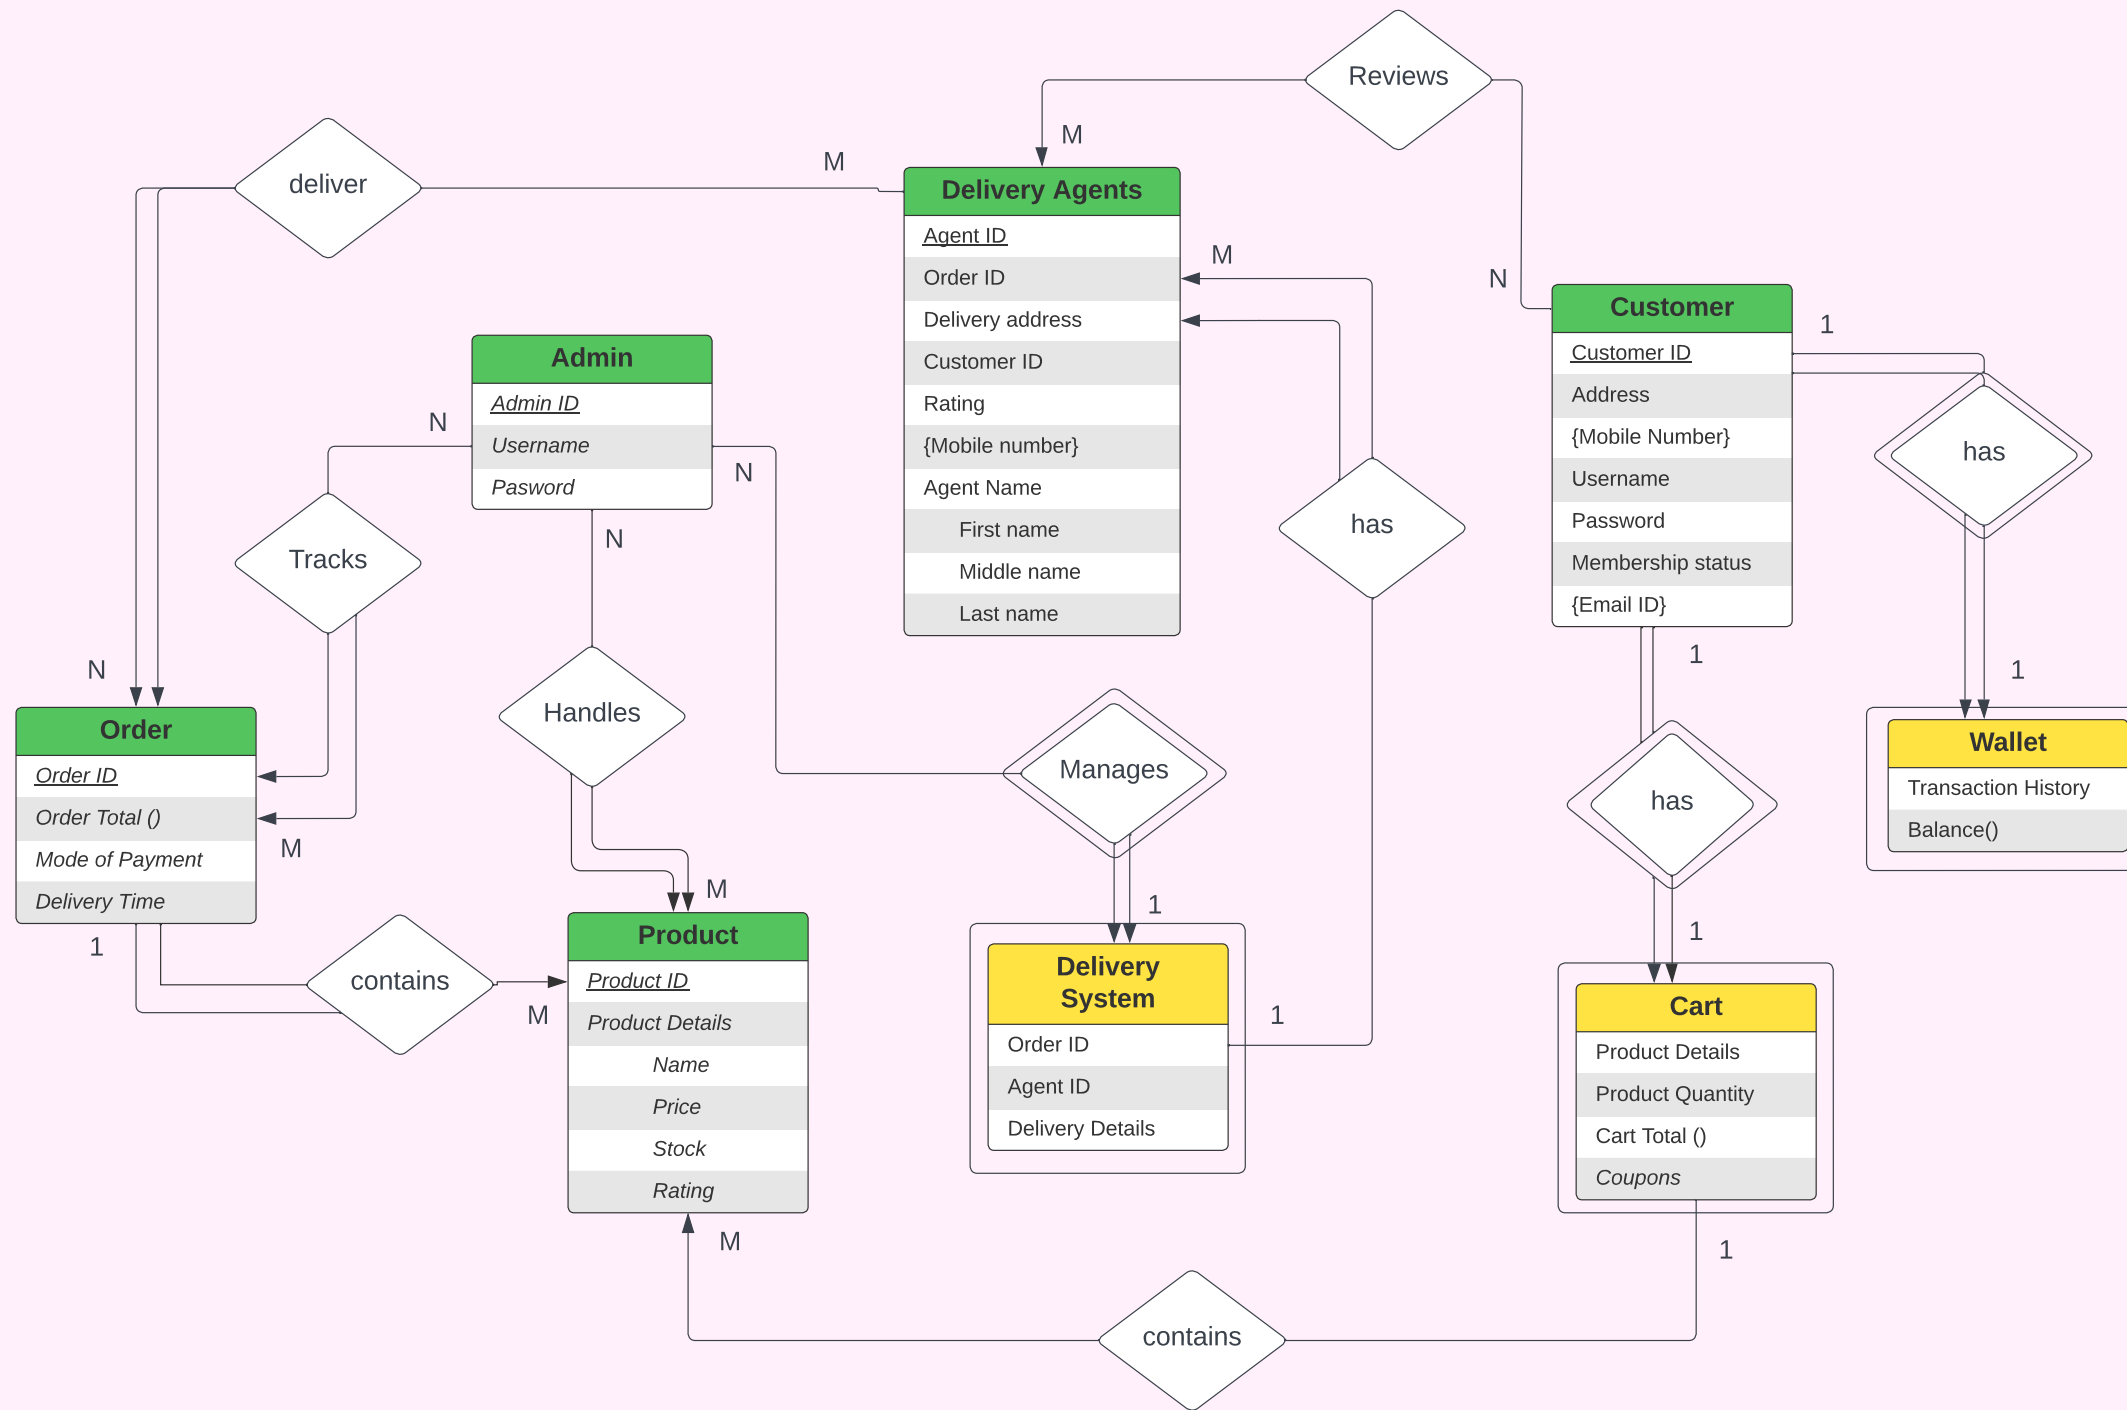 Reviews
M
deliver
M
Delivery Agents
Agent ID
Order ID
Delivery address
Customer ID
Rating
{Mobile number}
Agent Name
First name
Middle name
Last name
M
N
Customer
Customer ID
Address
{Mobile Number}
Username
Password
Membership status
{Email ID}
1
has
1
Admin
Admin ID
Username
Pasword
N
N
N
Tracks
has
N
Order
Order ID
Order Total ()
Mode of Payment
Delivery Time
M
1
Handles
M
Manages
1
1
has
1
Wallet
Transaction History
Balance()
contains
M
Product
Product ID
Product Details
Name
Price
Stock
Rating
M
Delivery
System
Order ID
Agent ID
Delivery Details
1
Cart
Product Details
Product Quantity
Cart Total ()
Coupons
1
contains